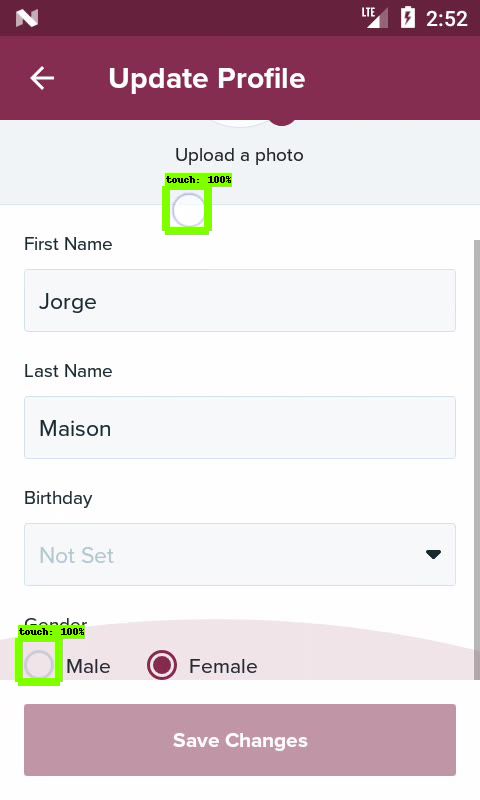 LTE 2:52
Update Profile
Upload a photo
touch: 100%
First Name
Jorge
Last Name
Maison
Birthday
Not Set
Gender
touch: 100%
Male Female
Save Changes